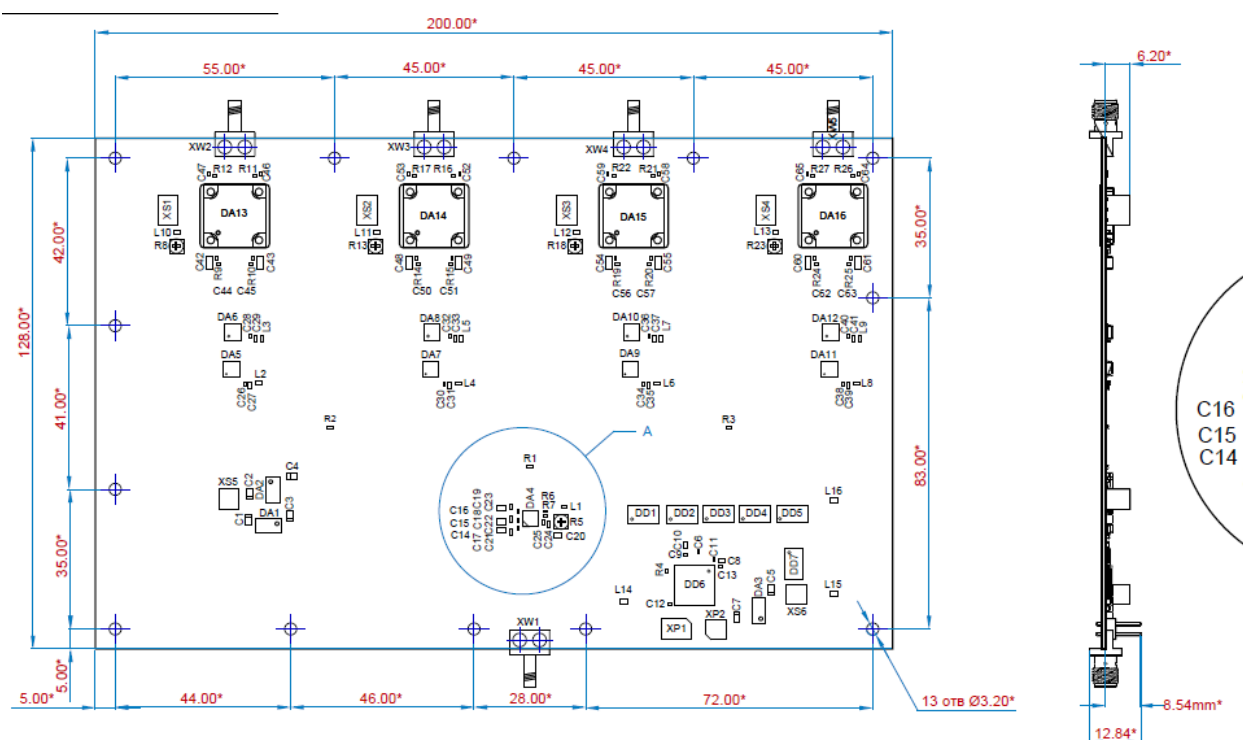 200.00*
6.20*
55.00* 45.00* 45.00* 45.00*
XW2 XW3 XW4 XW5
C47 R12 R11 C46 C53 R17 R16 C52 C59 R22 R21 C58 C65 R27 R26 C64
XS1 DA13 XS2 DA14 XS3 DA15 XS4 DA16
L10 L11 L12 L13
R8 R13 R18 R23
42.00* 35.00*
C42 R9 R10 C43 C48 R14 R15 C49 C54 R19 R20 C55 C60 R24 R25 C61
C44 C45 C50 C51 C56 C57 C62 C63
128.00*
DA6 C28 C29 L3 DA8 C32 C33 L5 DA10 C36 C37 L7 DA12 C40 C41 L9
DA5 DA7 DA9 DA11
L2 L4 L6 L8
C26 C27 C30 C31 C34 C35 C38 C39
41.00*
R2 R3
A
C16
C15
C14
R1
83.00*
XS5 C2 DA2 C4
C1 DA1 C3
L16
C19 C23 DA4 R6
R7 L1
C16 C18
C15 C22 R5
C14 C17 C21 C25 C24 C20
DD1 DD2 DD3 DD4 DD5
35.00*
C10 C9 C6 C11 C8
C13
R4 DD6 DD7
C5
L14 C12 C7 DA3 XS6 L15
XP1 XP2
XW1
5.00*
5.00* 44.00* 46.00* 28.00* 72.00* 13 отв Ø3.20*
8.54mm*
12.84*